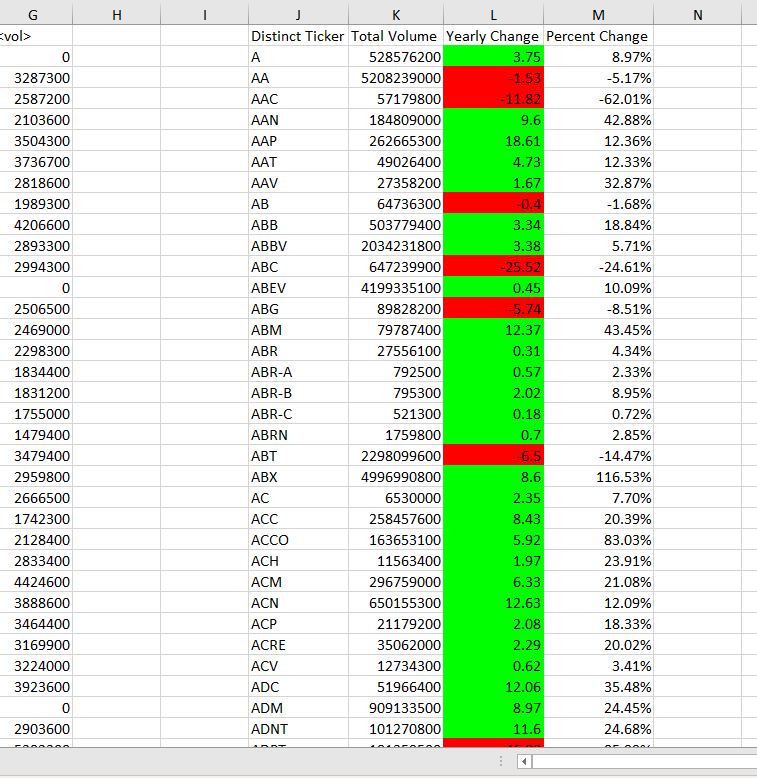 G H I J K L M N
<vol> Distinct Ticker Total Volume Yearly Change Percent Change
0 A 528576200 3.75 8.97%
3287300 AA 5208239000 -1.53 -5.17%
2587200 AAC 57179800 -11.82 -62.01%
2103600 AAN 184809000 9.6 42.88%
3504300 AAP 262665300 18.61 12.36%
3736700 AAT 49026400 4.73 12.33%
2818600 AAV 27358200 1.67 32.87%
1989300 AB 64736300 -0.4 -1.68%
4206600 ABB 503779400 3.34 18.84%
2893300 ABBV 2034231800 3.38 5.71%
2994300 ABC 647239900 -25.52 -24.61%
0 ABEV 4199335100 0.45 10.09%
2506500 ABG 89828200 -5.74 -8.51%
2469000 ABM 79787400 12.37 43.45%
2298300 ABR 27556100 0.31 4.34%
1834400 ABR-A 792500 0.57 2.33%
1831200 ABR-B 795300 2.02 8.95%
1755000 ABR-C 521300 0.18 0.72%
1479400 ABRN 1759800 0.7 2.85%
3479400 ABT 2298099600 -6.5 -14.47%
2959800 ABX 4996990800 8.6 116.53%
2666500 AC 6530000 2.35 7.70%
1742300 ACC 258457600 8.43 20.39%
2128400 ACCO 163653100 5.92 83.03%
2833400 ACH 11563400 1.97 23.91%
4424600 ACM 296759000 6.33 21.08%
3888600 ACN 650155300 12.63 12.09%
3464400 ACP 21179200 2.08 18.33%
3169900 ACRE 35062000 2.29 20.02%
3224000 ACV 12734300 0.62 3.41%
3923600 ADC 51966400 12.06 35.48%
0 ADM 909133500 8.97 24.45%
2903600 ADNT 101270800 11.6 24.68%